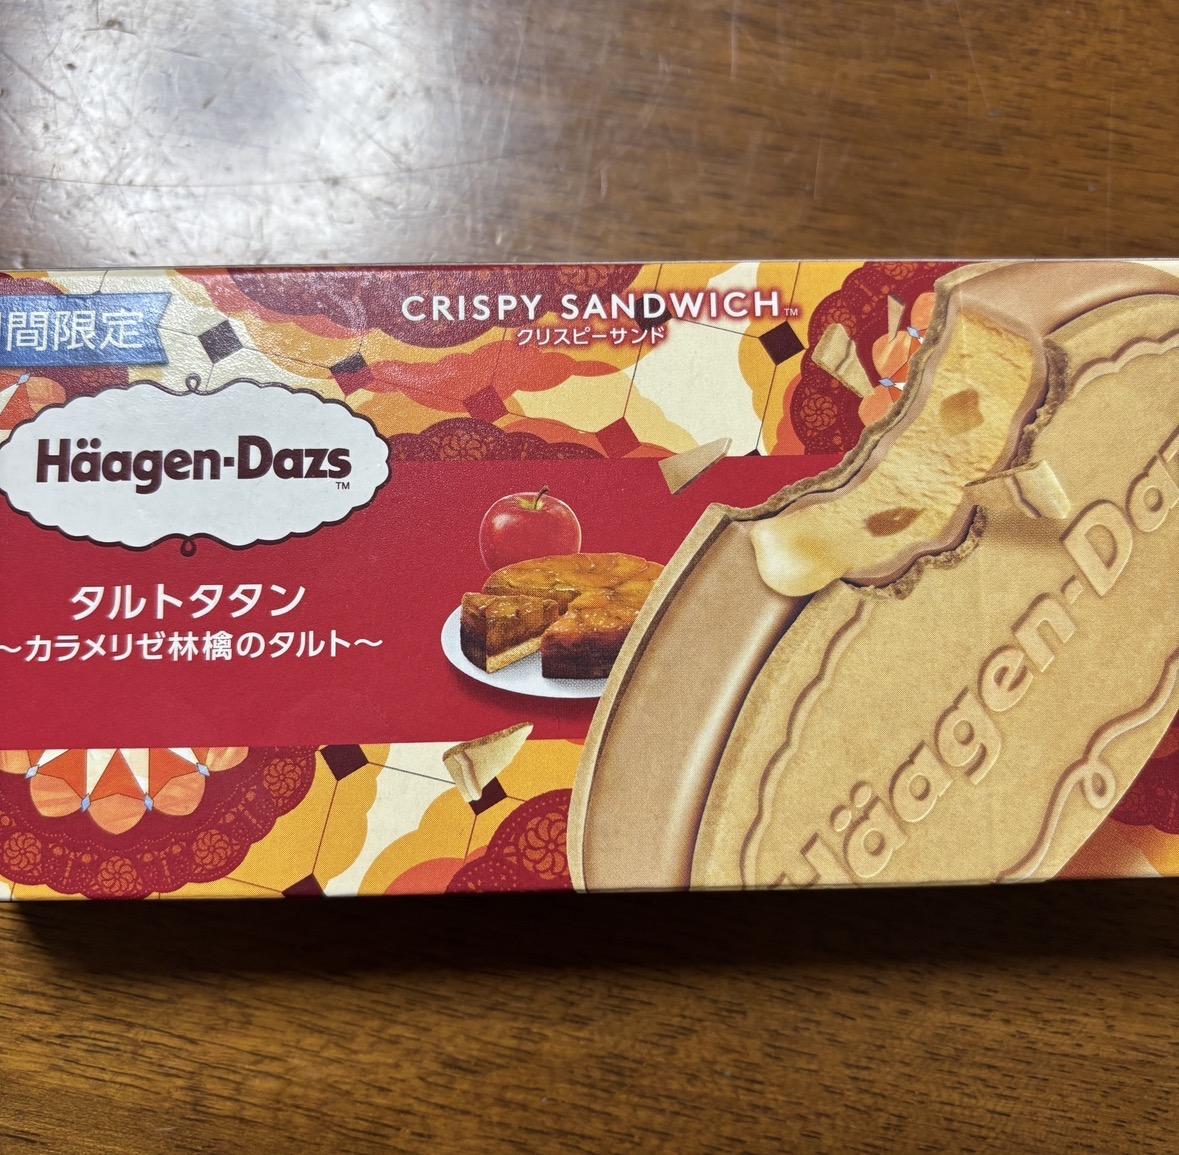 間限定
CRISPY SANDWICH™
クリスピーサンド
Häagen-Dazs™
タルトタタン
〜カラメリゼ林檎のタルト〜
Häagen-Daz